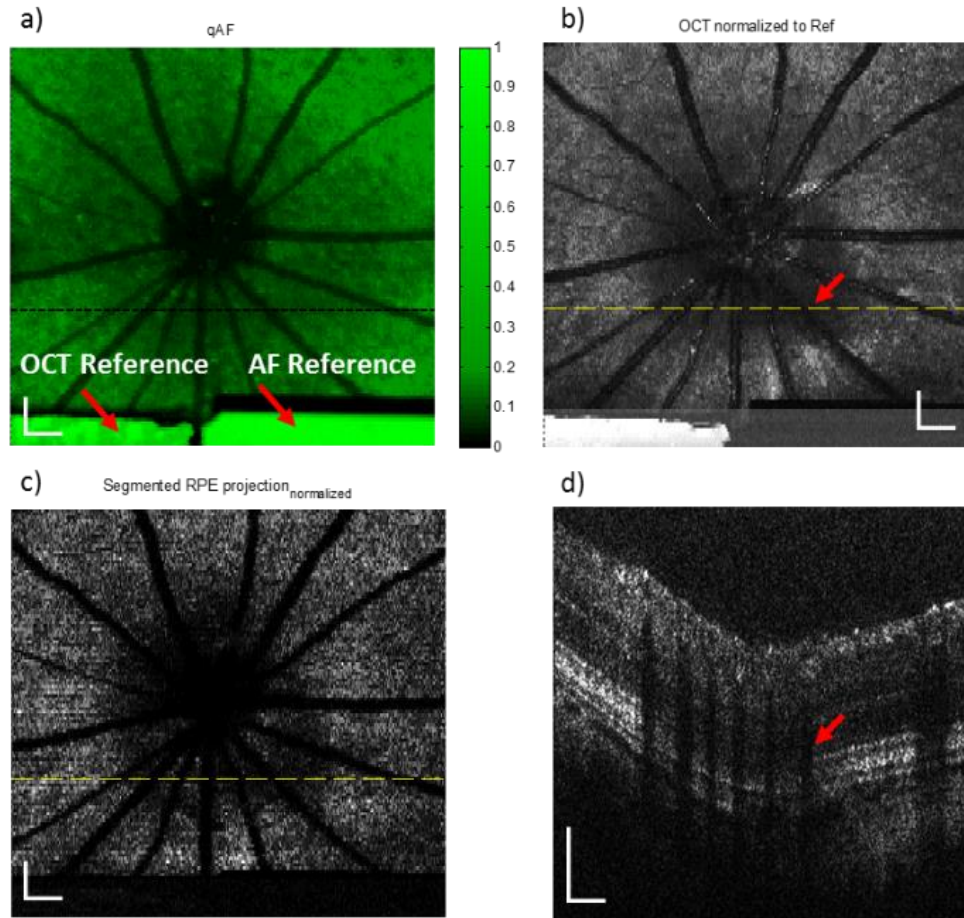 a)
qAF
OCT Reference
AF Reference
1
0.9
0.8
0.7
0.6
0.5
0.4
0.3
0.2
0.1
0
b)
OCT normalized to Ref
c)
Segmented RPE projection normalized
d)